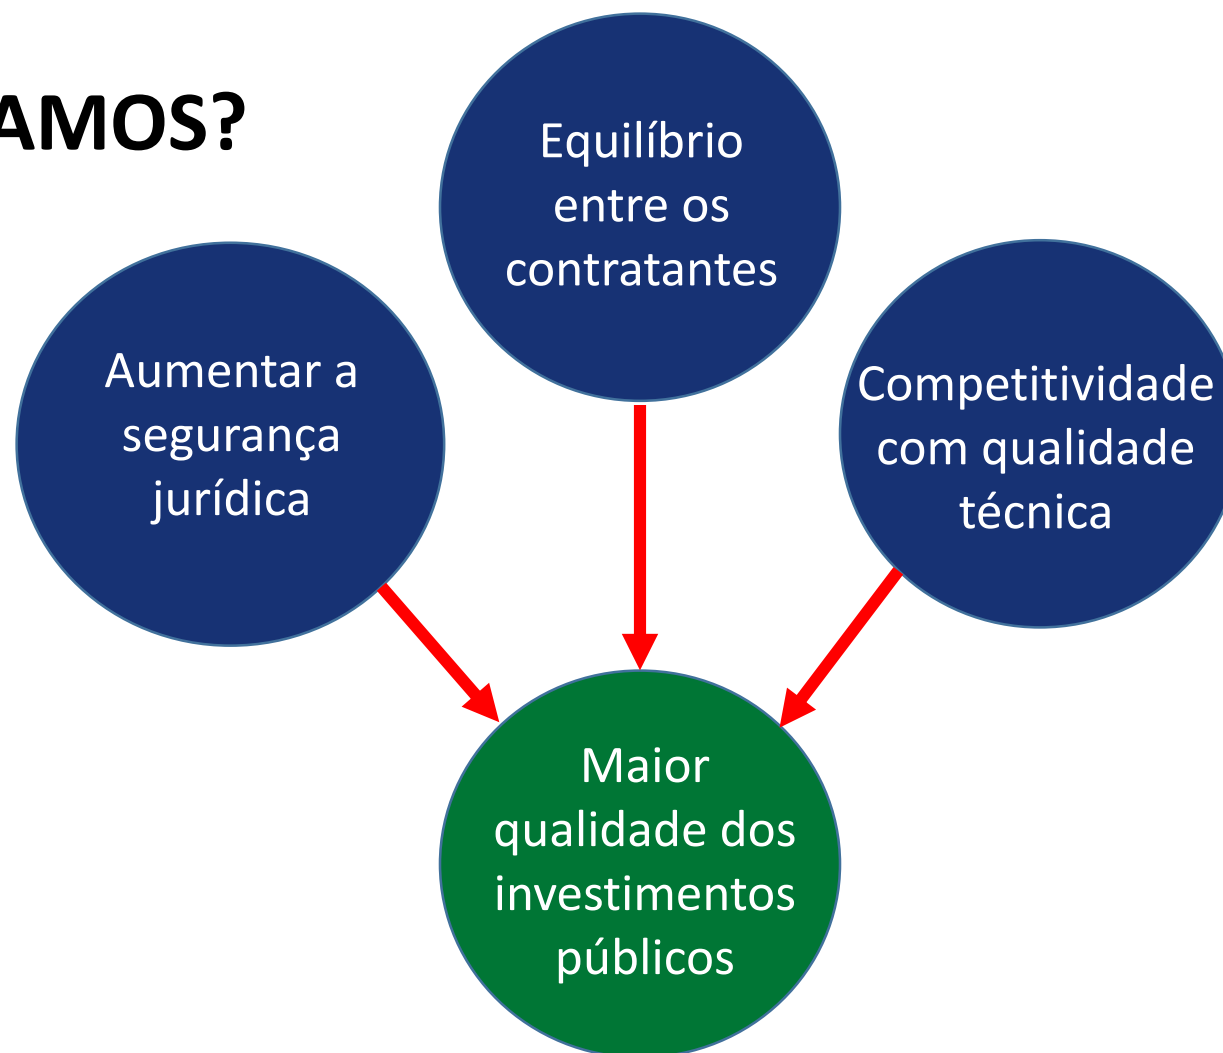 AMOS?
Equilíbrio
entre os
contratantes
Aumentar a
segurança
jurídica
Competitividade
com qualidade
técnica
Maior
qualidade dos
investimentos
públicos